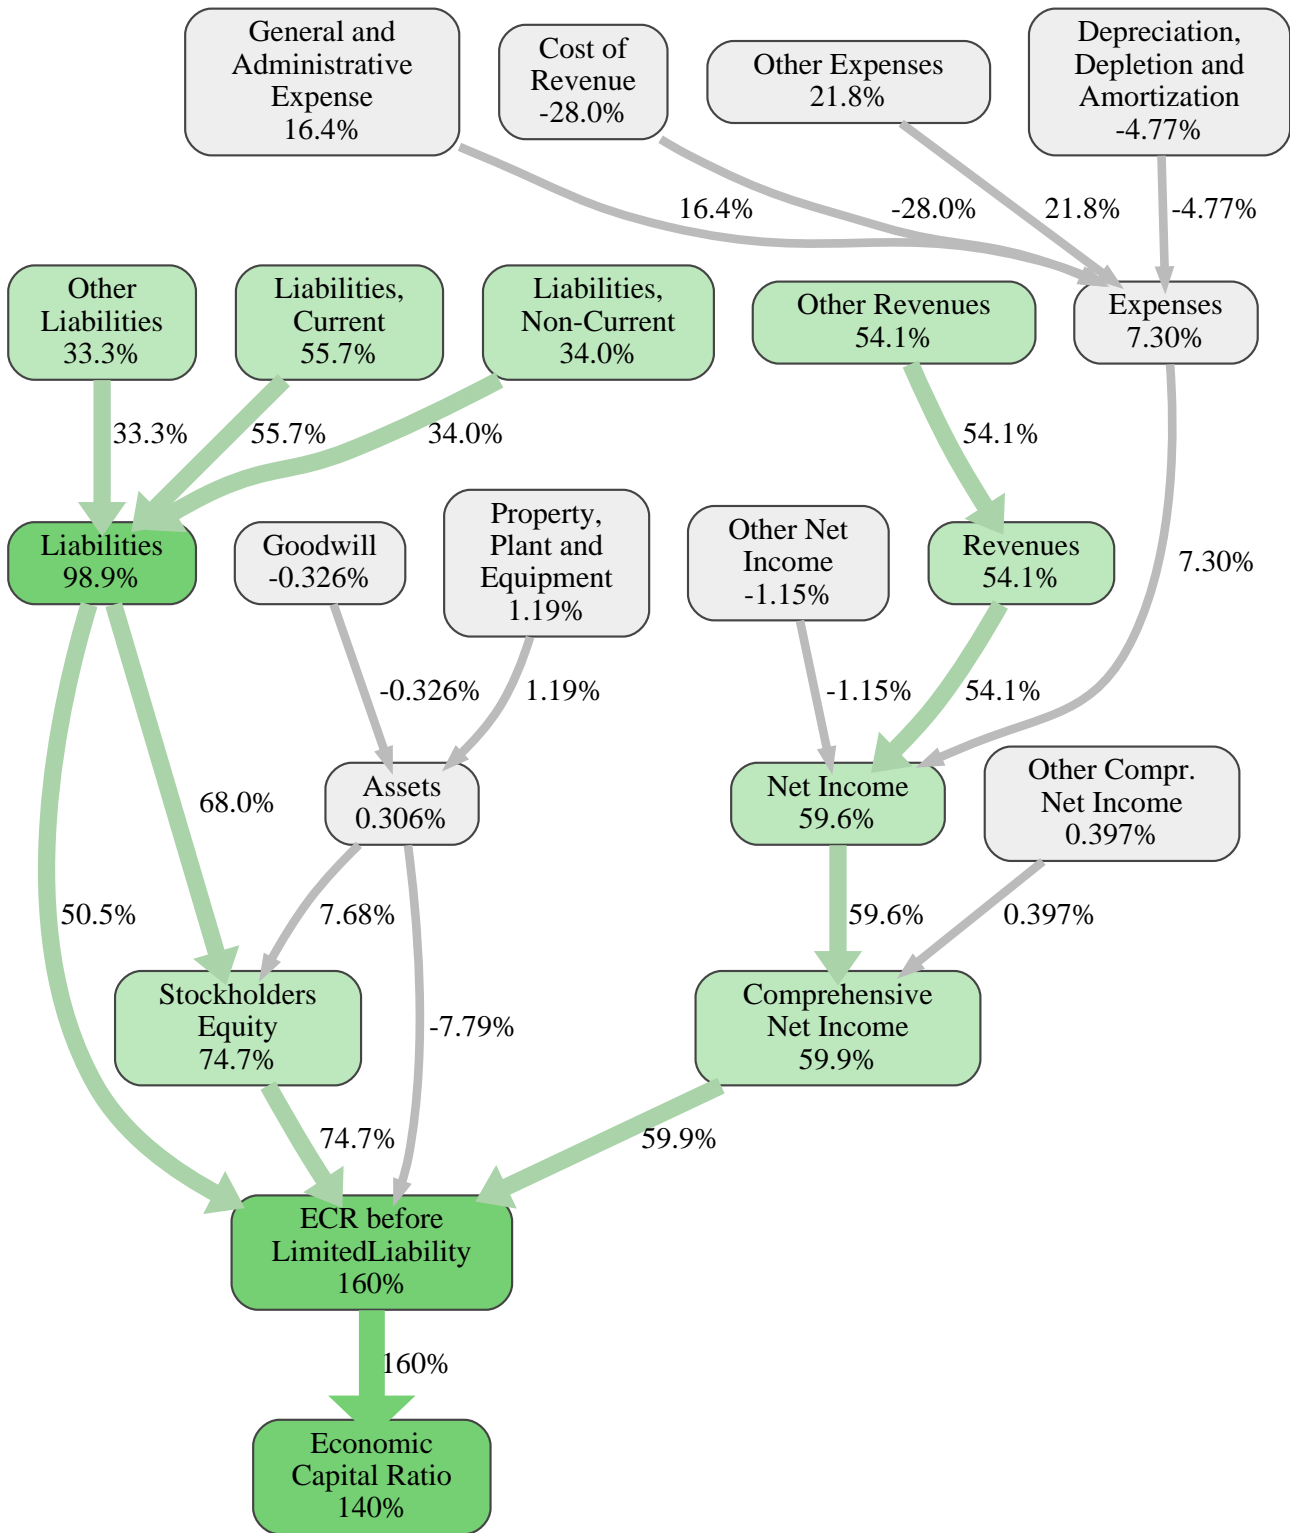 General and
Administrative
Expense
16.4%
Cost of
Revenue
-28.0%
Other Expenses
21.8%
Depreciation,
Depletion and
Amortization
-4.77%
16.4%
-28.0%
21.8%
-4.77%
Other
Liabilities
33.3%
Liabilities,
Current
55.7%
Liabilities,
Non-Current
34.0%
Other Revenues
54.1%
Expenses
7.30%
33.3%
55.7%
34.0%
54.1%
Liabilities
98.9%
Goodwill
-0.326%
Property,
Plant and
Equipment
1.19%
Other Net
Income
-1.15%
Revenues
54.1%
7.30%
-0.326%
1.19%
-1.15%
54.1%
68.0%
Assets
0.306%
Net Income
59.6%
Other Compr.
Net Income
0.397%
50.5%
7.68%
59.6%
0.397%
Stockholders
Equity
74.7%
-7.79%
Comprehensive
Net Income
59.9%
74.7%
59.9%
ECR before
LimitedLiability
160%
160%
Economic
Capital Ratio
140%